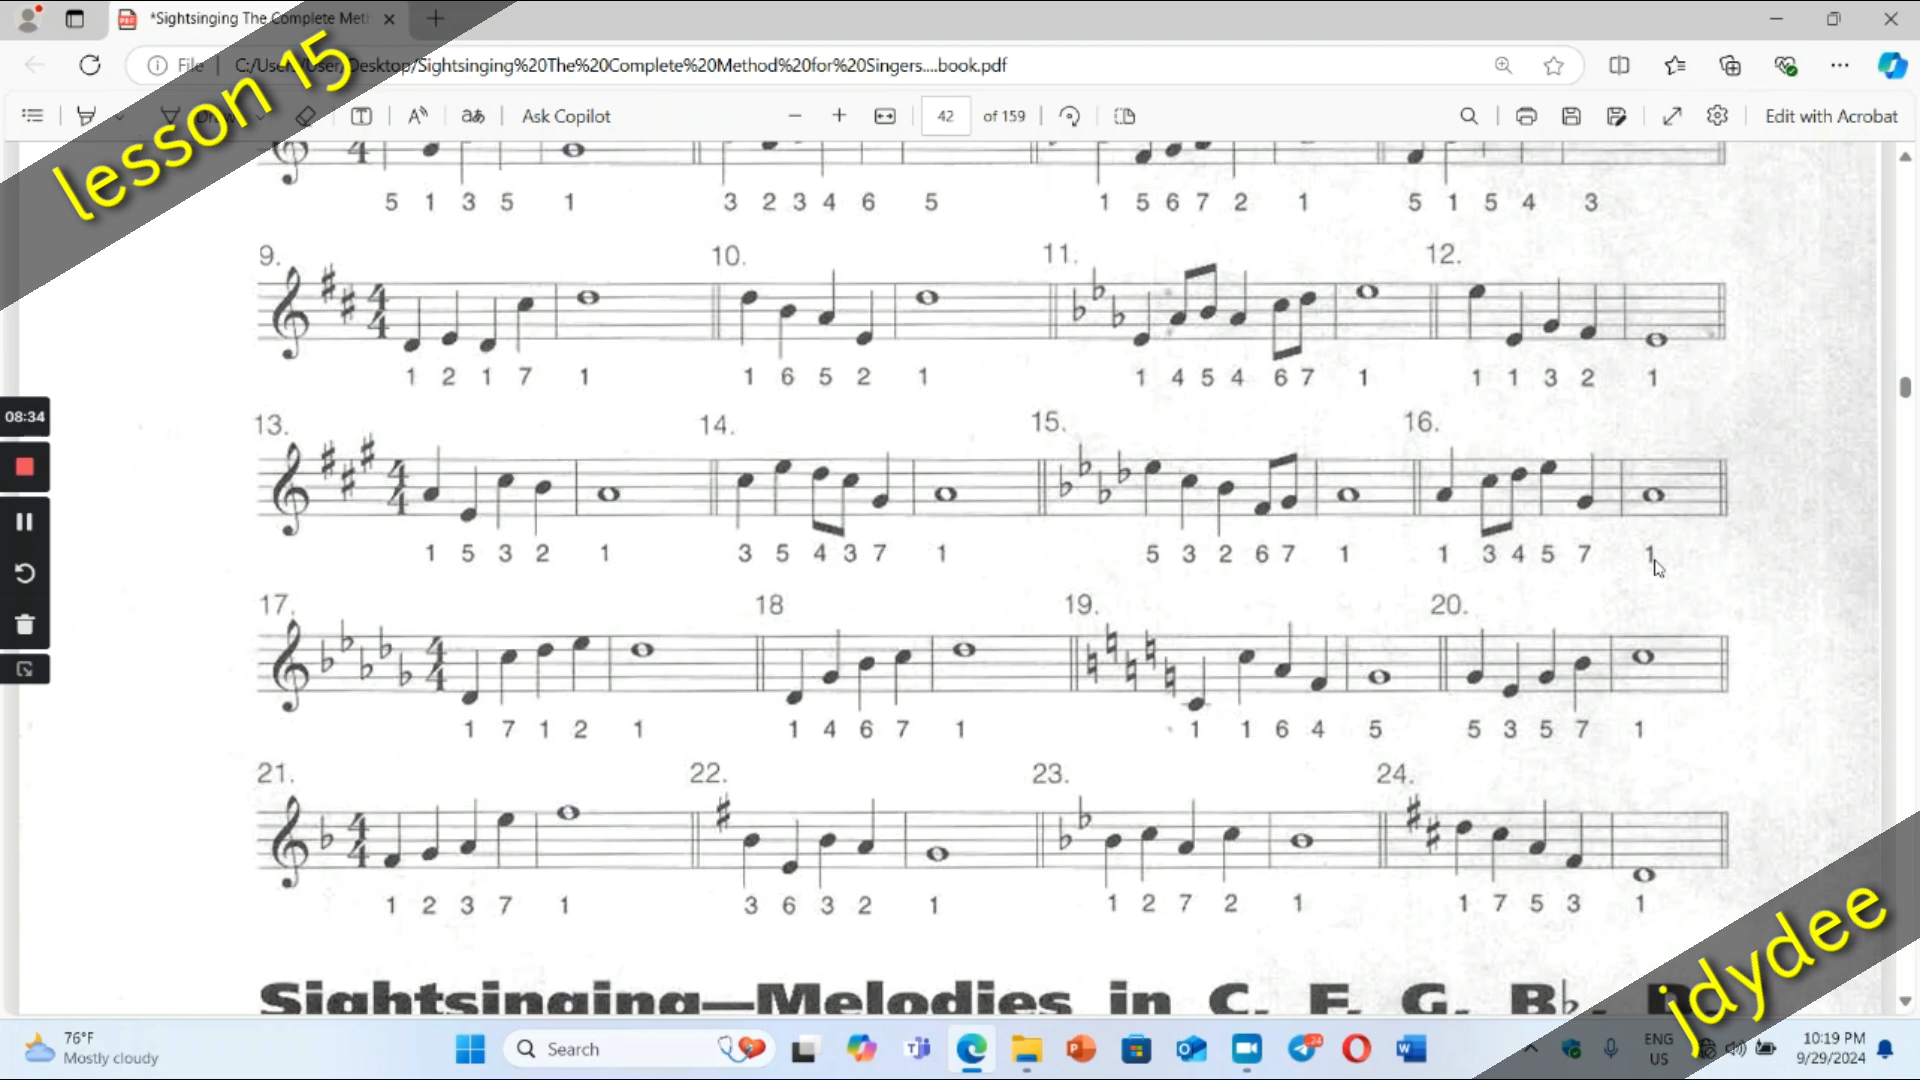 *Sightsinging The Complete Meth
File
C:/Users/User/Desktop/Sightsinging%20The%20Complete%20Method%20for%20Singers....book.pdf
Draw
Ask Copilot
42 of 159
Edit with Acrobat
lesson 15
5 1 3 5 1 3 2 3 4 6 5 1 5 6 7 2 1 5 1 5 4 3
9. 10. 11. 12.
1 2 1 7 1 1 6 5 2 1 1 4 5 4 6 7 1 1 1 3 2 1
08:34
13. 14. 15. 16.
1 5 3 2 1 3 5 4 3 7 1 5 3 2 6 7 1 1 3 4 5 7 1
17. 18 19. 20.
1 7 1 2 1 1 4 6 7 1 1 1 6 4 5 5 3 5 7 1
21. 22. 23. 24.
1 2 3 7 1 3 6 3 2 1 1 2 7 2 1 1 7 5 3 1
Sightsinging—Melodies in C, F, G, B♭, D,
jdydee
76°F
Mostly cloudy
Search
24
ENG
US
10:19 PM
9/29/2024